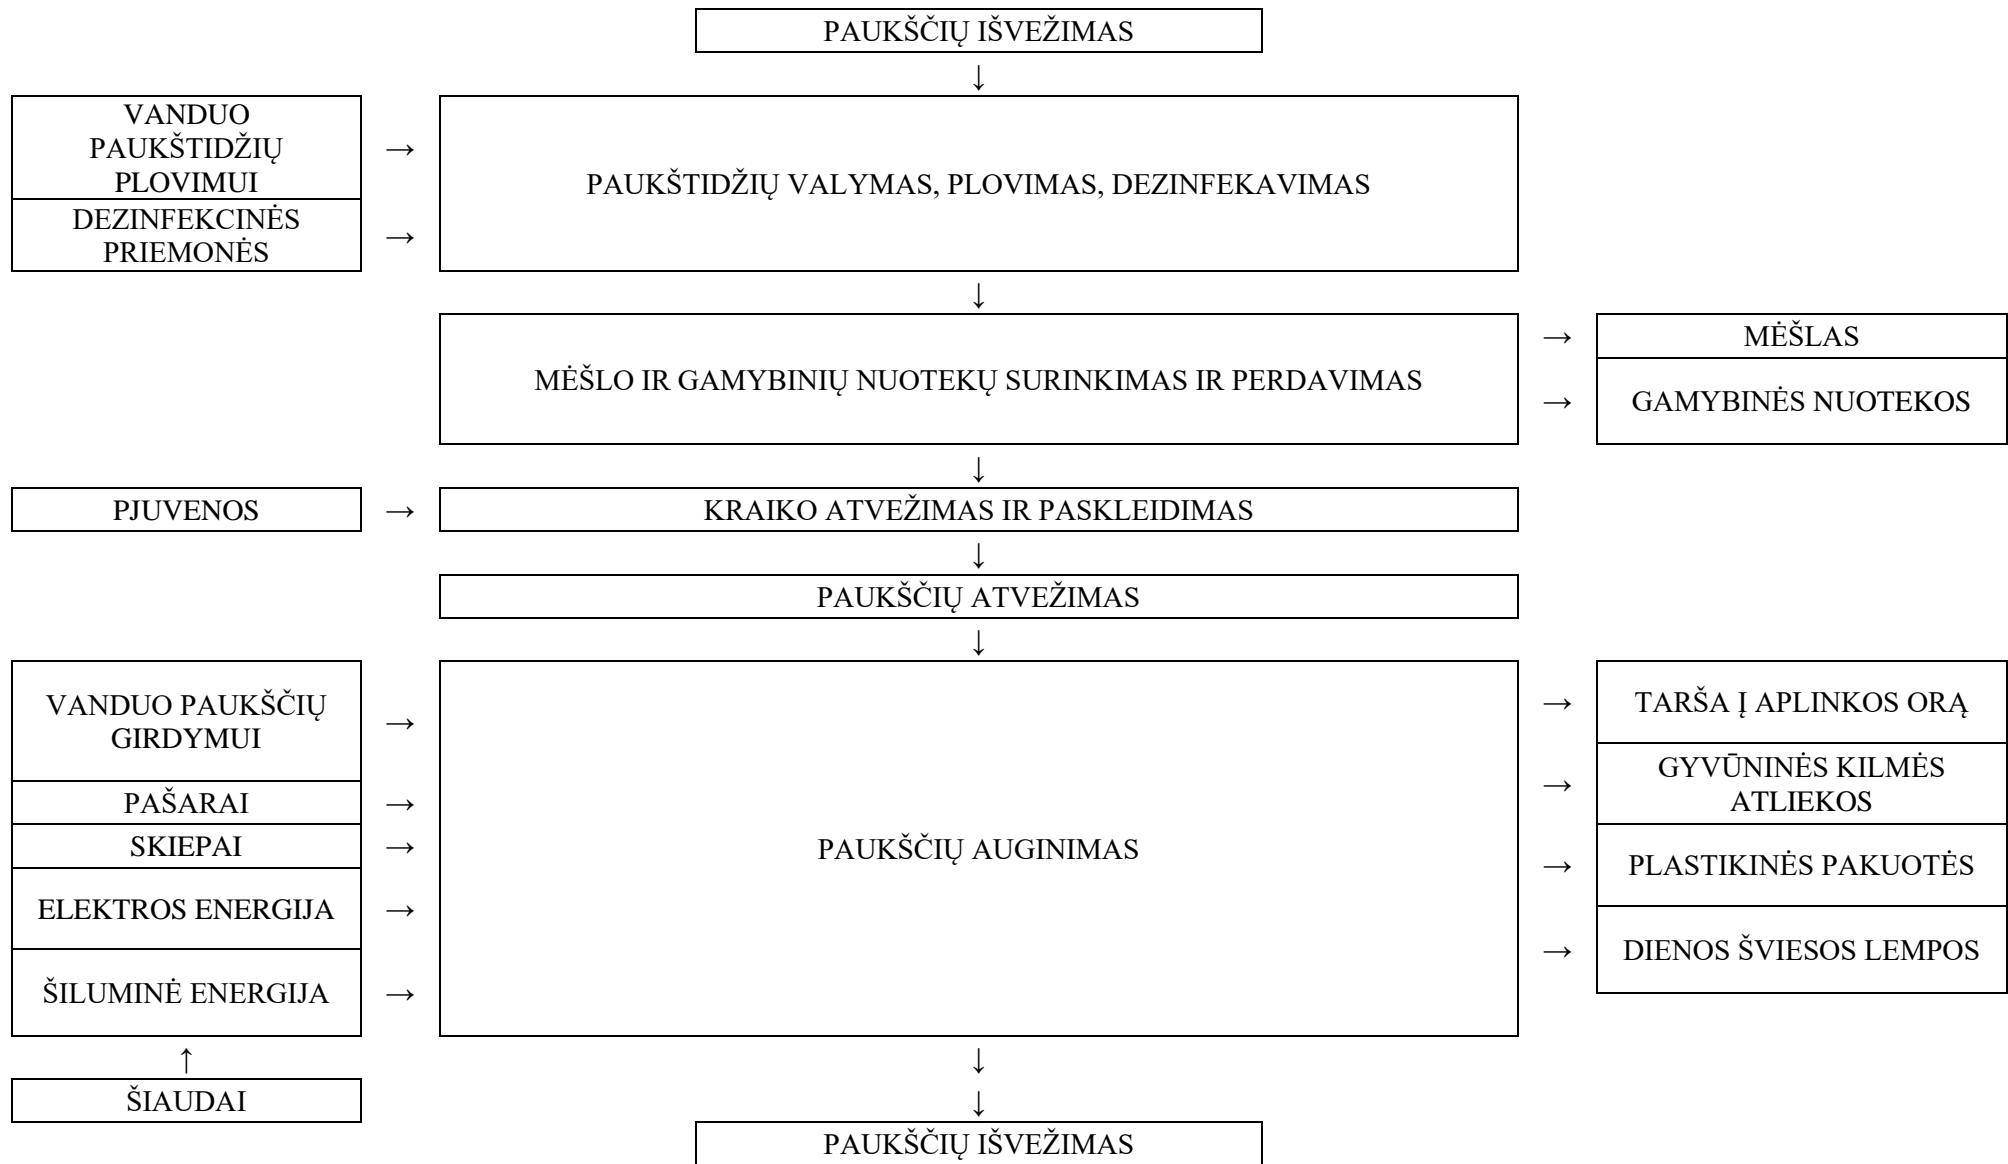 PAUKŠČIŲ IŠVEŽIMAS
↓
VANDUO
PAUKŠTIDŽIŲ
PLOVIMUI
→
DEZINFEKCINĖS
PRIEMONĖS
→
PAUKŠTIDŽIŲ VALYMAS, PLOVIMAS, DEZINFEKAVIMAS
↓
MĖŠLO IR GAMYBINIŲ NUOTEKŲ SURINKIMAS IR PERDAVIMAS
→
MĖŠLAS
→
GAMYBINĖS NUOTEKOS
↓
PJUVENOS
→
KRAIKO ATVEŽIMAS IR PASKLEIDIMAS
↓
PAUKŠČIŲ ATVEŽIMAS
↓
VANDUO PAUKŠČIŲ
GIRDYMUI
→
PAŠARAI
→
SKIEPAI
→
ELEKTROS ENERGIJA
→
ŠILUMINĖ ENERGIJA
→
↑
ŠIAUDAI
PAUKŠČIŲ AUGINIMAS
→
TARŠA Į APLINKOS ORĄ
→
GYVŪNINĖS KILMĖS
ATLIEKOS
→
PLASTIKINĖS PAKUOTĖS
→
DIENOS ŠVIESOS LEMPOS
↓
↓
PAUKŠČIŲ IŠVEŽIMAS